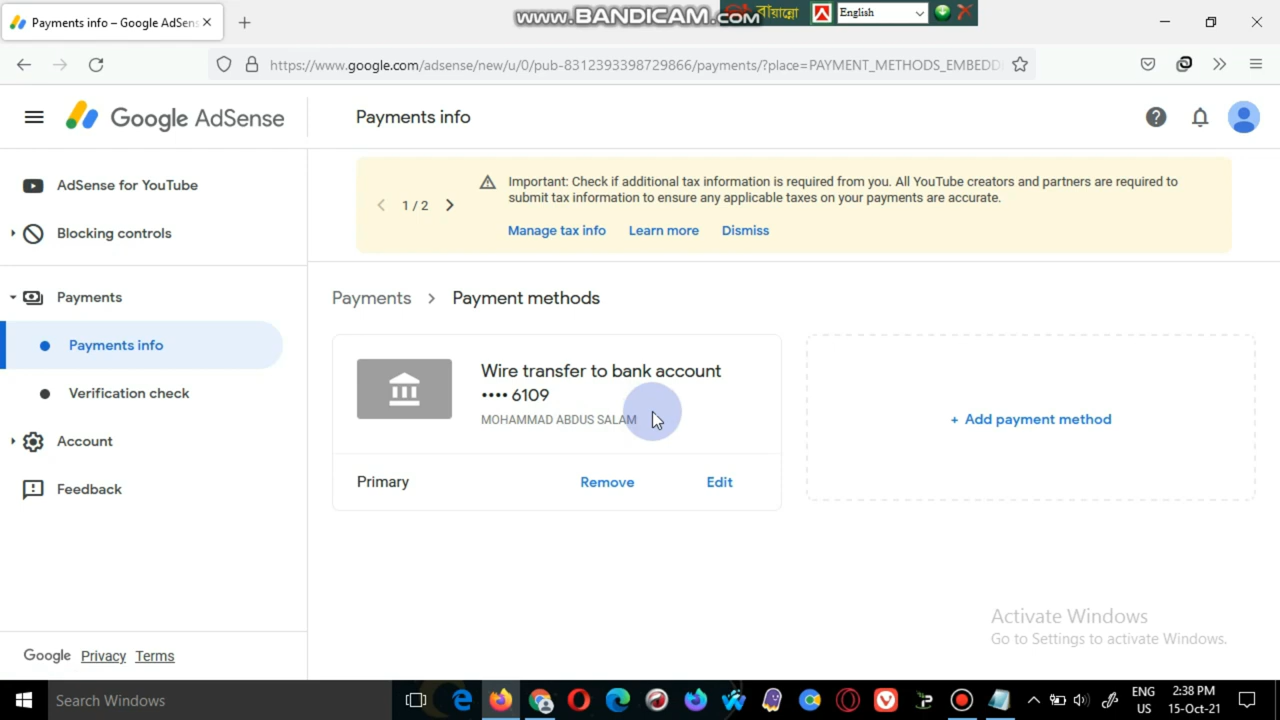 Payments info – Google AdSens
www.BANDICAM.com
English
https://www.google.com/adsense/new/u/0/pub-8312393398729866/payments/?place=PAYMENT_METHODS_EMBEDD
Google AdSense
Payments info
AdSense for YouTube
Blocking controls
Payments
Payments info
Verification check
Account
Feedback
Google Privacy Terms
1 / 2
Important: Check if additional tax information is required from you. All YouTube creators and partners are required to
submit tax information to ensure any applicable taxes on your payments are accurate.
Manage tax info Learn more Dismiss
Payments > Payment methods
Wire transfer to bank account
•••• 6109
MOHAMMAD ABDUS SALAM
Primary Remove Edit
+ Add payment method
Activate Windows
Go to Settings to activate Windows.
Search Windows
ENG
US
2:38 PM
15-Oct-21